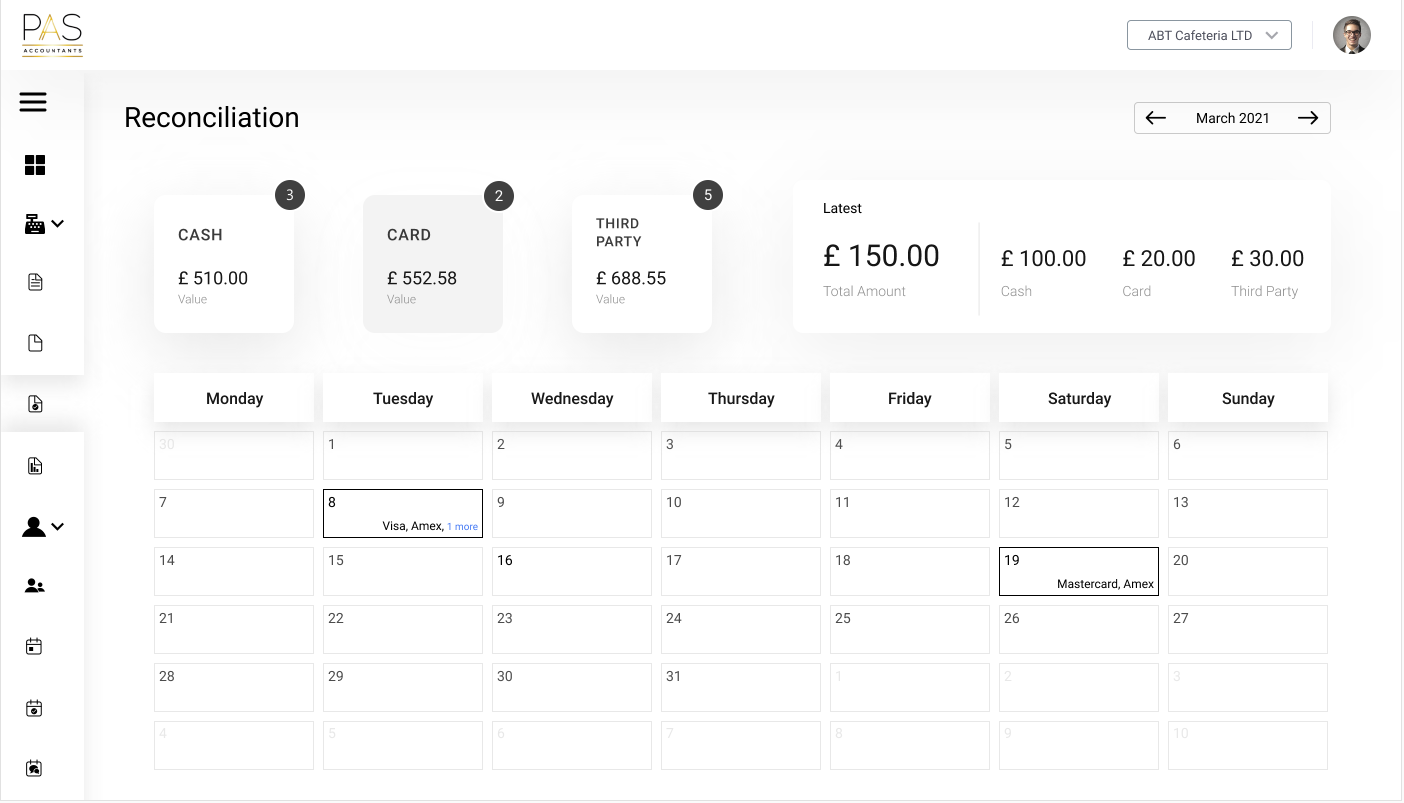 PAS
ACCOUNTANTS
ABT Cafeteria LTD
Reconciliation
March 2021
3
CASH
£ 510.00
Value
2
CARD
£ 552.58
Value
5
THIRD
PARTY
£ 688.55
Value
Latest
£ 150.00
Total Amount
£ 100.00
Cash
£ 20.00
Card
£ 30.00
Third Party
Monday Tuesday Wednesday Thursday Friday Saturday Sunday
30 1 2 3 4 5 6
7 8 9 10 11 12 13
Visa, Amex, 1 more
14 15 16 17 18 19 20
Mastercard, Amex
21 22 23 24 25 26 27
28 29 30 31 1 2 3
4 5 6 7 8 9 10